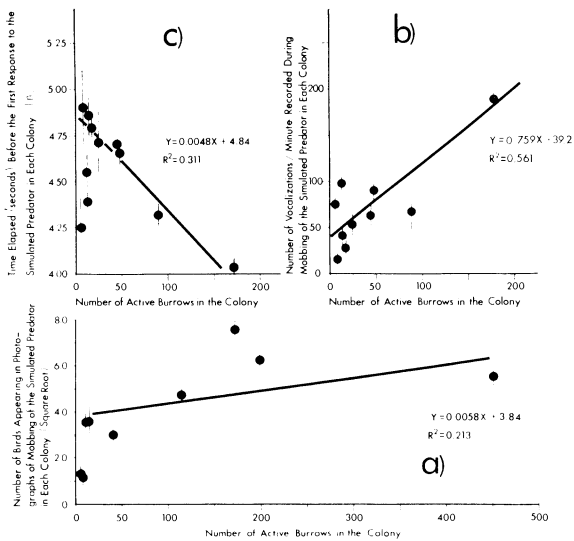 c)
Time Elapsed (seconds) Before the First Response to the
Simulated Predator in Each Colony ln
5 25
5 00
4.75
4 50
4.25
4 00
Y=0.0048X + 4.84
R²=0.311
0
50
100
150
200
Number of Active Burrows in the Colony
b)
Number of Vocalizations / Minute Recorded During
Mobbing of the Simulated Predator in Each Colony
200
100
50
0
Y=0.759X +39.2
R²=0.561
0
50
100
150
200
Number of Active Burrows in the Colony
Number of Birds Appearing in Photo-
graphs of Mobbing of the Simulated Predator
in Each Colony (Square Root)
8.0
6.0
4.0
2.0
0
Y=0.0058X + 3.84
R²=0.213
a)
0
50
100
200
300
400
500
Number of Active Burrows in the Colony